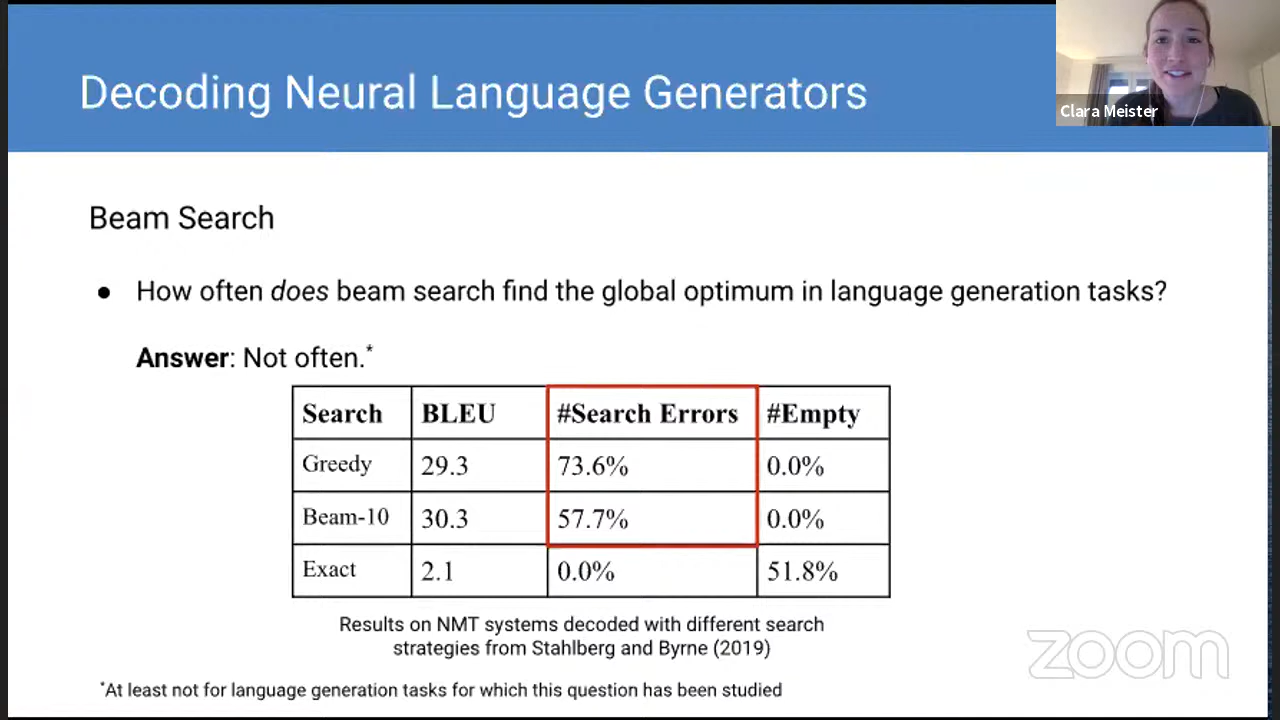 Decoding Neural Language Generators
Clara Meister
Beam Search
● How often does beam search find the global optimum in language generation tasks?
Answer: Not often.*
Search BLEU #Search Errors #Empty
Greedy 29.3 73.6% 0.0%
Beam-10 30.3 57.7% 0.0%
Exact 2.1 0.0% 51.8%
Results on NMT systems decoded with different search
strategies from Stahlberg and Byrne (2019)
zoom
*At least not for language generation tasks for which this question has been studied